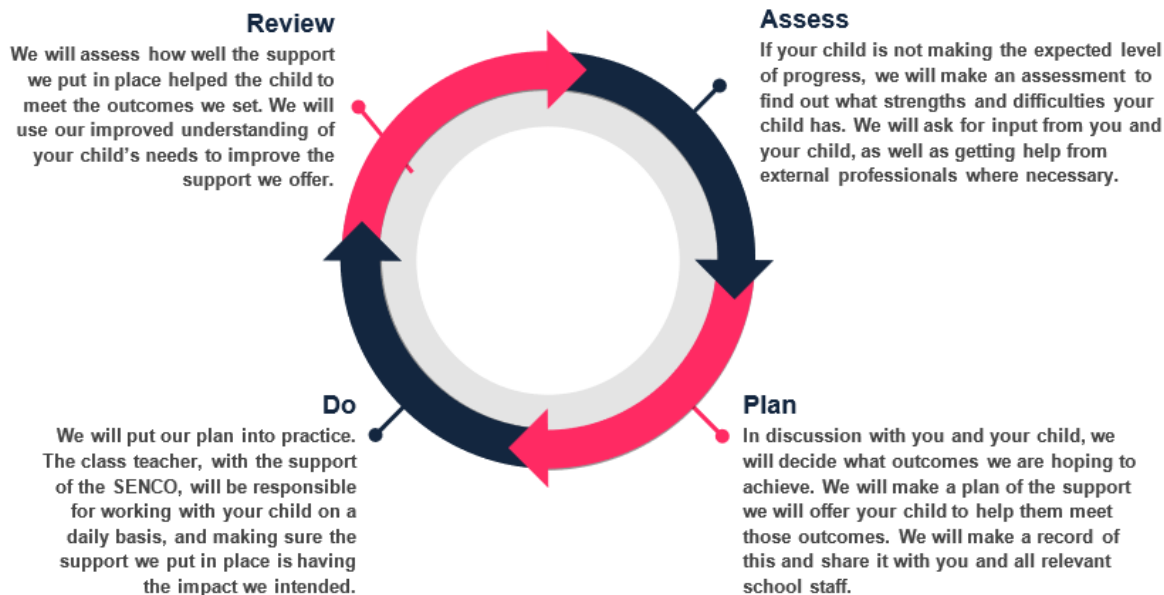 Review
We will assess how well the support
we put in place helped the child to
meet the outcomes we set. We will
use our improved understanding of
your child’s needs to improve the
support we offer.
Assess
If your child is not making the expected level
of progress, we will make an assessment to
find out what strengths and difficulties your
child has. We will ask for input from you and
your child, as well as getting help from
external professionals where necessary.
Do
We will put our plan into practice.
The class teacher, with the support
of the SENCO, will be responsible
for working with your child on a
daily basis, and making sure the
support we put in place is having
the impact we intended.
Plan
In discussion with you and your child, we
will decide what outcomes we are hoping to
achieve. We will make a plan of the support
we will offer your child to help them meet
those outcomes. We will make a record of
this and share it with you and all relevant
school staff.